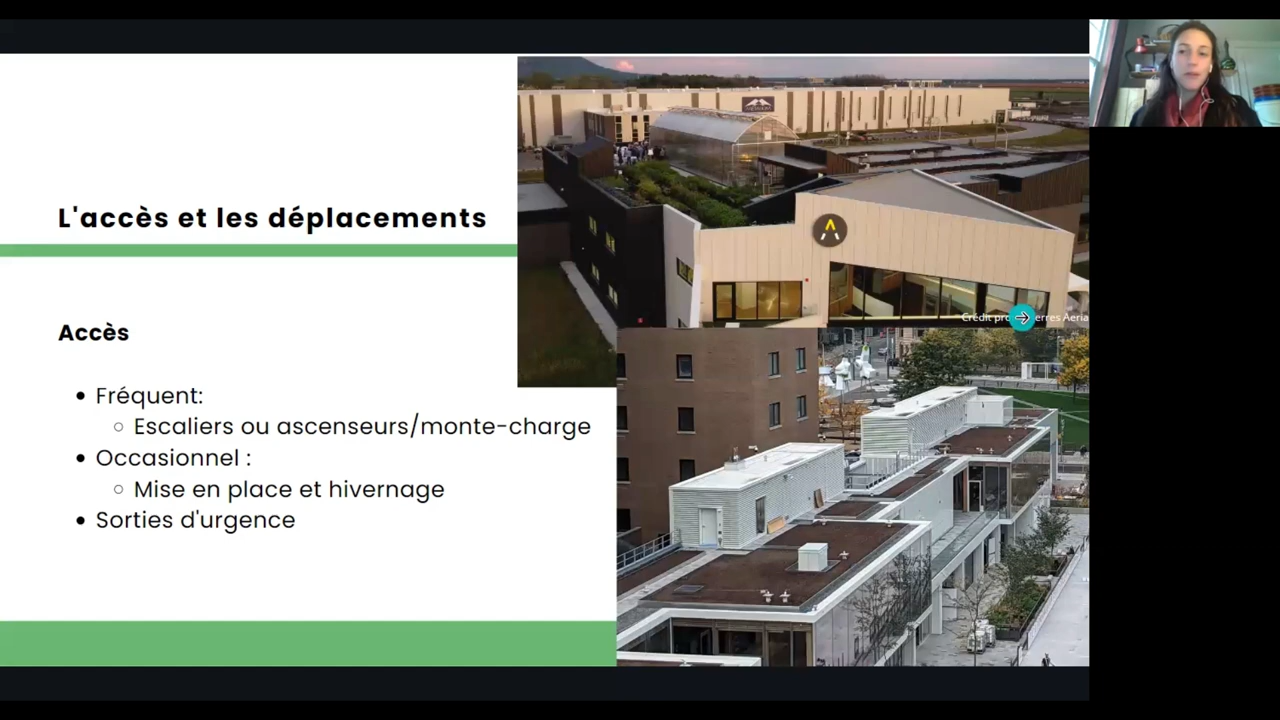 L'accès et les déplacements
Accès
Fréquent:
Escaliers ou ascenseurs/monte-charge
Occasionnel :
Mise en place et hivernage
Sorties d'urgence
Crédit